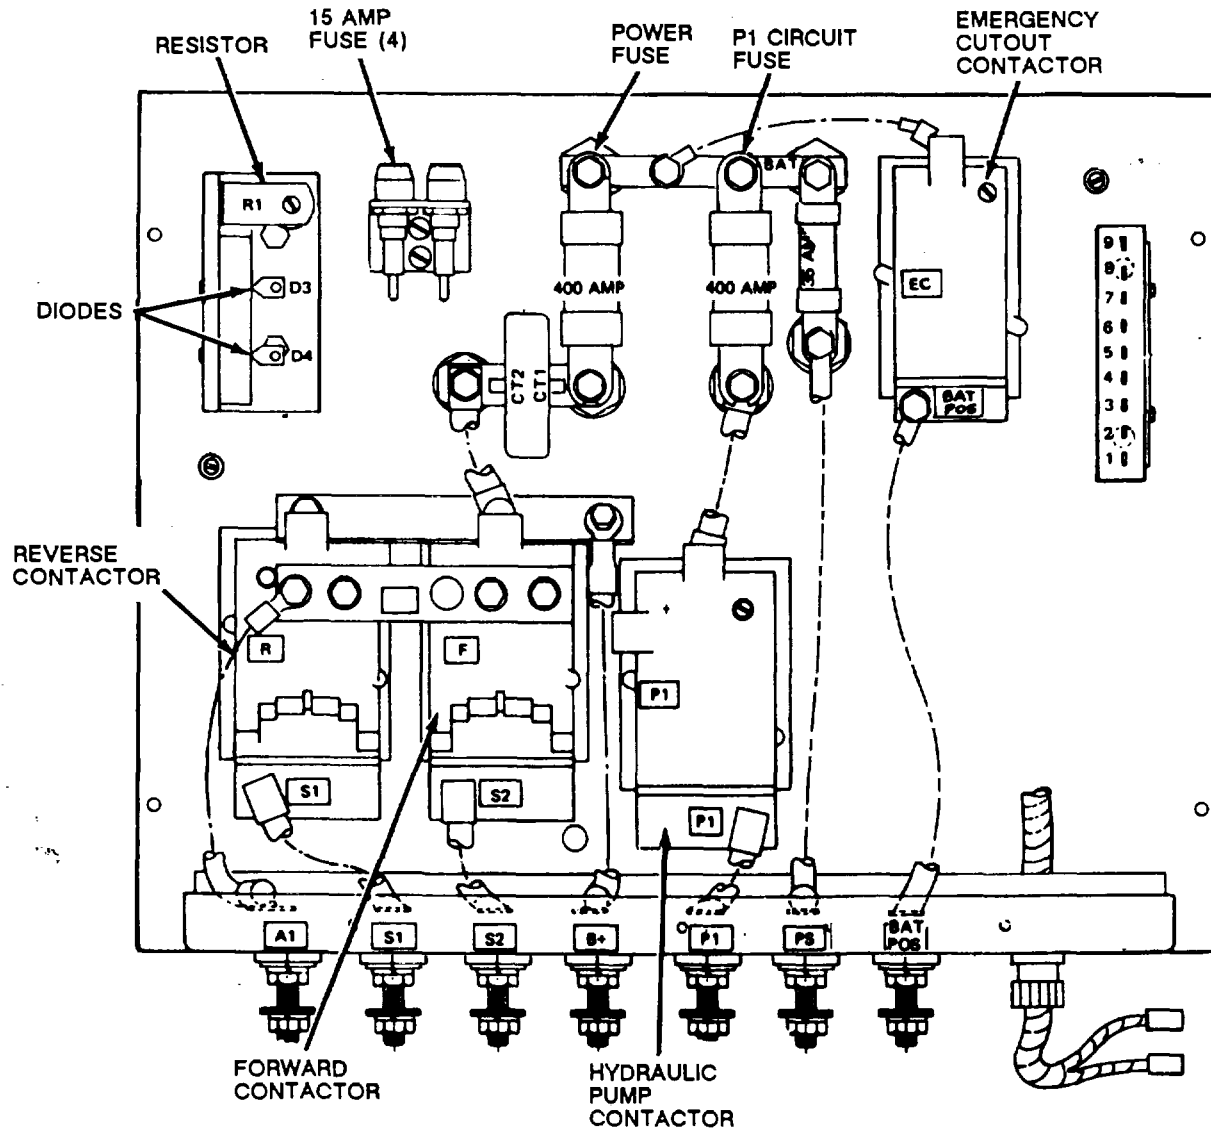 RESISTOR
15 AMP
FUSE (4)
POWER
FUSE
P1 CIRCUIT
FUSE
EMERGENCY
CUTOUT
CONTACTOR
BAT
R1
D3
D4
DIODES
400 AMP
400 AMP
35 AMP
EC
CT2
CT1
BAT
POS
9
8
7
6
5
4
3
2
1
REVERSE
CONTACTOR
R
F
+
P1
S1
S2
P1
A1
S1
S2
B+
P1
PS
BAT
POS
FORWARD
CONTACTOR
HYDRAULIC
PUMP
CONTACTOR